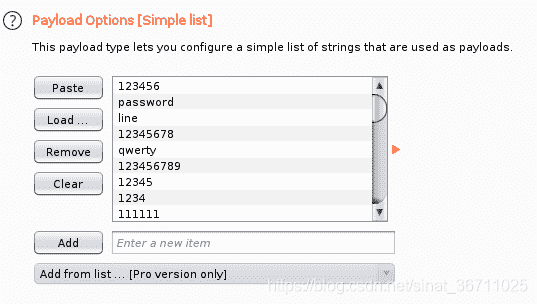 ? Payload Options [Simple list]
This payload type lets you configure a simple list of strings that are used as payloads.
Paste
Load ...
Remove
Clear
123456
password
line
12345678
qwerty
123456789
12345
1234
111111
Add
Enter a new item
Add from list ... [Pro version only]
https://blog.csdn.net/sinat_36711025